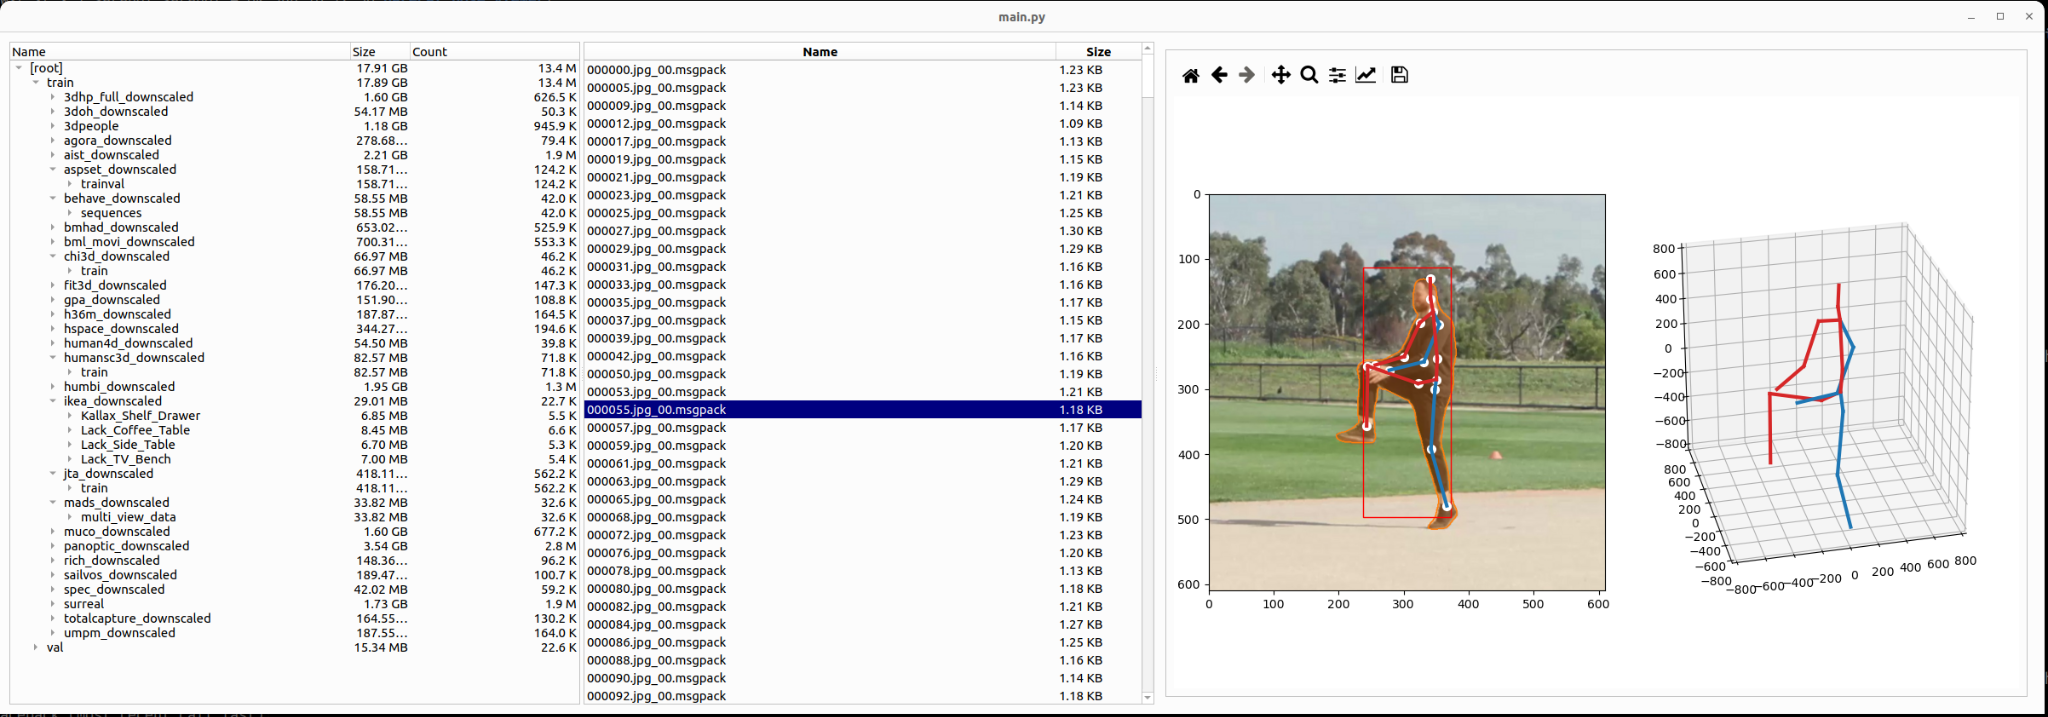 main.py
Name Size Count
[root] 17.91 GB 13.4 M
train 17.89 GB 13.4 M
3dhp_full_downscaled 1.60 GB 626.5 K
3doh_downscaled 54.17 MB 50.3 K
3dpeople 1.18 GB 945.9 K
agora_downscaled 278.68... 79.4 K
aist_downscaled 2.21 GB 1.9 M
aspset_downscaled 158.71... 124.2 K
trainval 158.71... 124.2 K
behave_downscaled 58.55 MB 42.0 K
sequences 58.55 MB 42.0 K
bmhad_downscaled 653.02... 525.9 K
bml_movi_downscaled 700.31... 553.3 K
chi3d_downscaled 66.97 MB 46.2 K
train 66.97 MB 46.2 K
fit3d_downscaled 176.20... 147.3 K
gpa_downscaled 151.90... 108.8 K
h36m_downscaled 187.87... 164.5 K
hspace_downscaled 344.27... 194.6 K
human4d_downscaled 54.50 MB 39.8 K
humansc3d_downscaled 82.57 MB 71.8 K
train 82.57 MB 71.8 K
humbi_downscaled 1.95 GB 1.3 M
ikea_downscaled 29.01 MB 22.7 K
Kallax_Shelf_Drawer 6.85 MB 5.5 K
Lack_Coffee_Table 8.45 MB 6.6 K
Lack_Side_Table 6.70 MB 5.3 K
Lack_TV_Bench 7.00 MB 5.4 K
jta_downscaled 418.11... 562.2 K
train 418.11... 562.2 K
mads_downscaled 33.82 MB 32.6 K
multi_view_data 33.82 MB 32.6 K
muco_downscaled 1.60 GB 677.2 K
panoptic_downscaled 3.54 GB 2.8 M
rich_downscaled 148.36... 96.2 K
sailvos_downscaled 189.47... 100.7 K
spec_downscaled 42.02 MB 59.2 K
surreal 1.73 GB 1.9 M
totalcapture_downscaled 164.55... 130.2 K
umpm_downscaled 187.55... 164.0 K
val 15.34 MB 22.6 K
Name Size
000000.jpg_00.msgpack 1.23 KB
000005.jpg_00.msgpack 1.23 KB
000009.jpg_00.msgpack 1.14 KB
000012.jpg_00.msgpack 1.09 KB
000017.jpg_00.msgpack 1.13 KB
000019.jpg_00.msgpack 1.15 KB
000021.jpg_00.msgpack 1.19 KB
000023.jpg_00.msgpack 1.21 KB
000025.jpg_00.msgpack 1.25 KB
000027.jpg_00.msgpack 1.30 KB
000029.jpg_00.msgpack 1.29 KB
000031.jpg_00.msgpack 1.16 KB
000033.jpg_00.msgpack 1.16 KB
000035.jpg_00.msgpack 1.17 KB
000037.jpg_00.msgpack 1.15 KB
000039.jpg_00.msgpack 1.17 KB
000042.jpg_00.msgpack 1.16 KB
000050.jpg_00.msgpack 1.19 KB
000053.jpg_00.msgpack 1.21 KB
000055.jpg_00.msgpack 1.18 KB
000057.jpg_00.msgpack 1.17 KB
000059.jpg_00.msgpack 1.20 KB
000061.jpg_00.msgpack 1.21 KB
000063.jpg_00.msgpack 1.29 KB
000065.jpg_00.msgpack 1.24 KB
000068.jpg_00.msgpack 1.19 KB
000072.jpg_00.msgpack 1.23 KB
000076.jpg_00.msgpack 1.20 KB
000078.jpg_00.msgpack 1.13 KB
000080.jpg_00.msgpack 1.18 KB
000082.jpg_00.msgpack 1.21 KB
000084.jpg_00.msgpack 1.27 KB
000086.jpg_00.msgpack 1.25 KB
000088.jpg_00.msgpack 1.16 KB
000090.jpg_00.msgpack 1.14 KB
000092.jpg_00.msgpack 1.18 KB
0
100
200
300
400
500
600
0 100 200 300 400 500 600
800
600
400
200
0
−200
−400
−600
−800
800
600
400
200
0
−200
−400
−600
−800
−800 −600 −400 −200 0 200 400 600 800